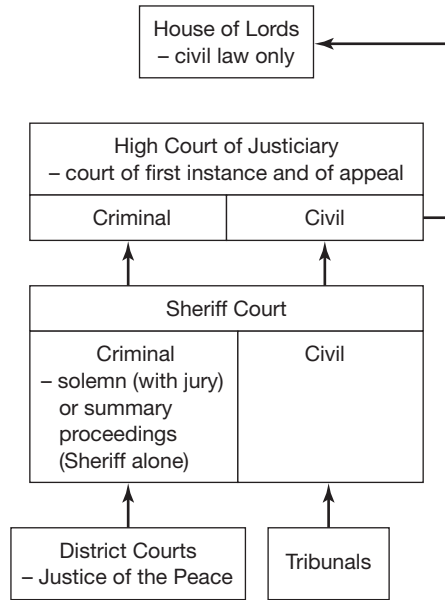 House of Lords
– civil law only
High Court of Justiciary
– court of first instance and of appeal
Criminal
Civil
Sheriff Court
Criminal
– solemn (with jury)
or summary
proceedings
(Sheriff alone)
Civil
District Courts
– Justice of the Peace
Tribunals